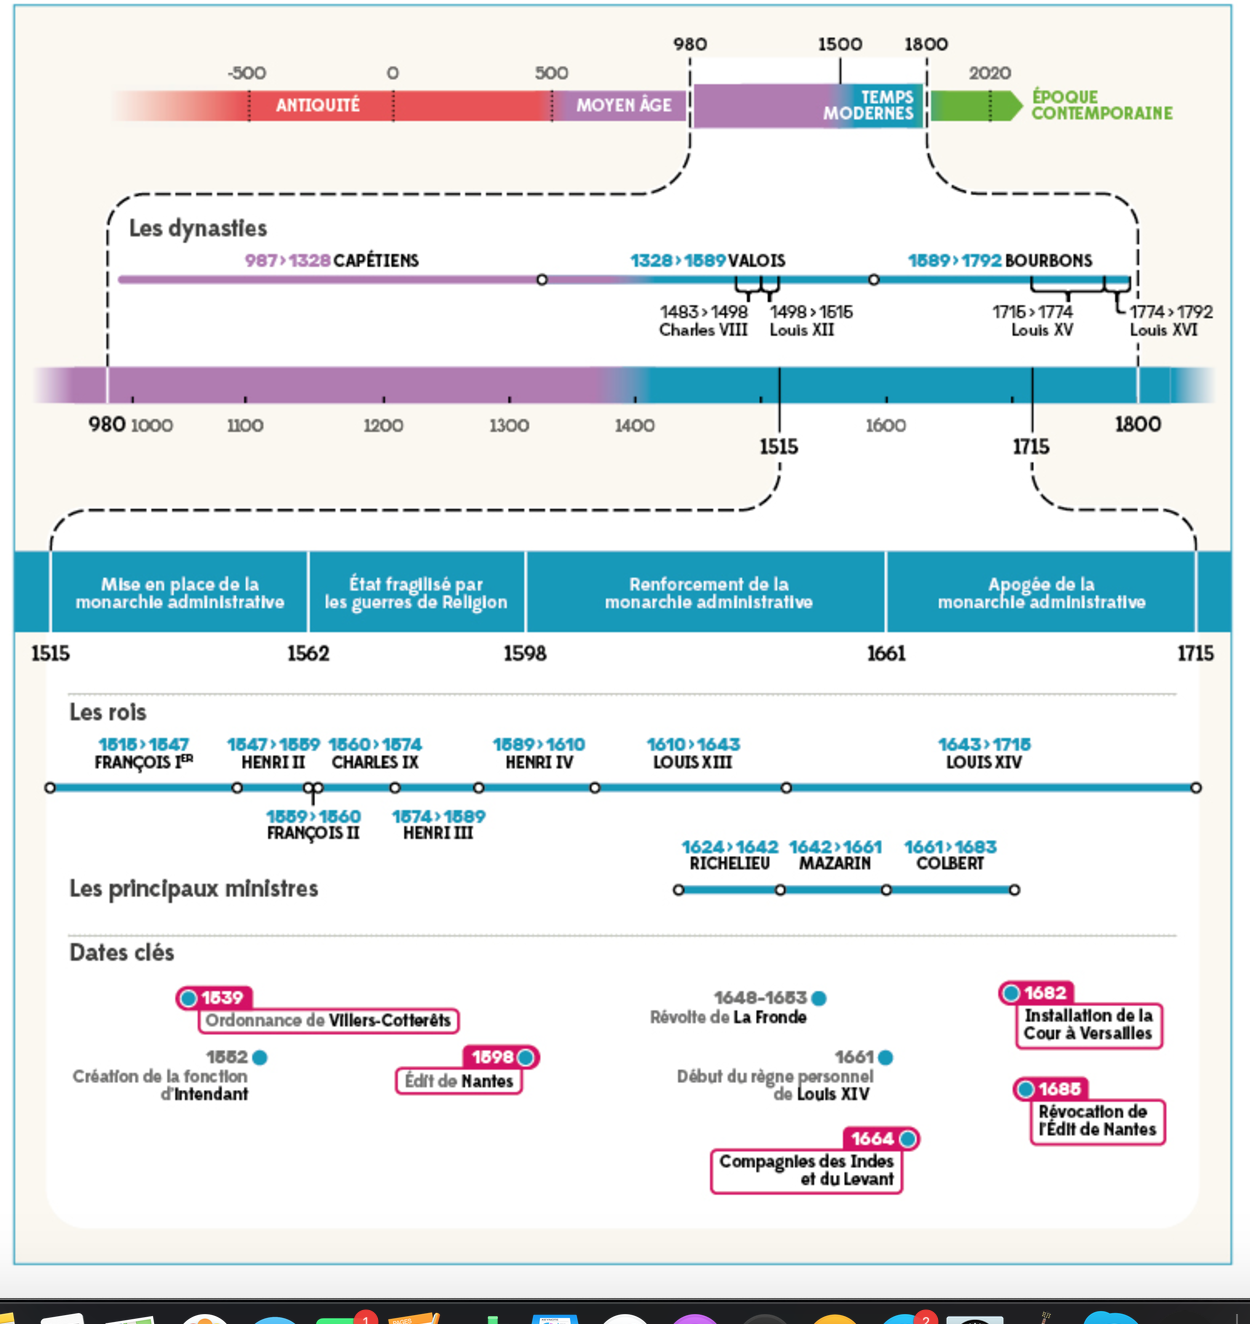 980 1500 1800
-500 0 500 2020
ANTIQUITÉ MOYEN ÂGE TEMPS
MODERNES ÉPOQUE
CONTEMPORAINE
Les dynasties
987>1328 CAPÉTIENS 1328>1589 VALOIS 1589>1792 BOURBONS
1483>1498
Charles VIII
1498>1515
Louis XII
1715>1774
Louis XV
1774>1792
Louis XVI
980 1000 1100 1200 1300 1400 1600 1800
1515 1715
Mise en place de la
monarchie administrative
État fragilisé par
les guerres de Religion
Renforcement de la
monarchie administrative
Apogée de la
monarchie administrative
1515 1562 1598 1661 1715
Les rois
1515>1547
FRANÇOIS IER
1547>1559
HENRI II
1560>1574
CHARLES IX
1589>1610
HENRI IV
1610>1643
LOUIS XIII
1643>1715
LOUIS XIV
1559>1560
FRANÇOIS II
1574>1589
HENRI III
1624>1642
RICHELIEU
1642>1661
MAZARIN
1661>1683
COLBERT
Les principaux ministres
Dates clés
1539
Ordonnance de Villers-Cotterêts
1552
Création de la fonction
d'Intendant
1598
Édit de Nantes
1648-1653
Révolte de La Fronde
1661
Début du règne personnel
de Louis XIV
1664
Compagnies des Indes
et du Levant
1682
Installation de la
Cour à Versailles
1685
Révocation de
l'Édit de Nantes
1
2